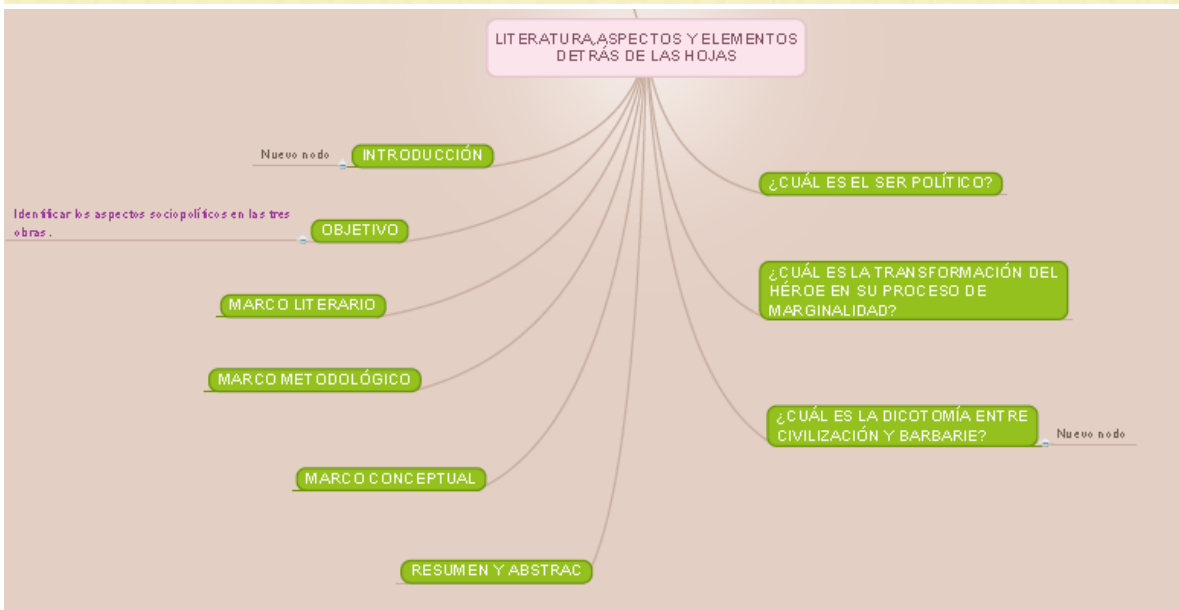 LITERATURA,ASPECTOS Y ELEMENTOS
DETRÁS DE LAS HOJAS
Nuevo nodo
INTRODUCCIÓN
Identificar los aspectos sociopolíticos en las tres
obras.
OBJETIVO
MARCO LITERARIO
MARCO METODOLÓGICO
MARCO CONCEPTUAL
RESUMEN Y ABSTRAC
¿CUÁL ES EL SER POLÍTICO?
¿CUÁL ES LA TRANSFORMACIÓN DEL
HÉROE EN SU PROCESO DE
MARGINALIDAD?
¿CUÁL ES LA DICOTOMÍA ENTRE
CIVILIZACIÓN Y BARBARIE?
Nuevo nodo